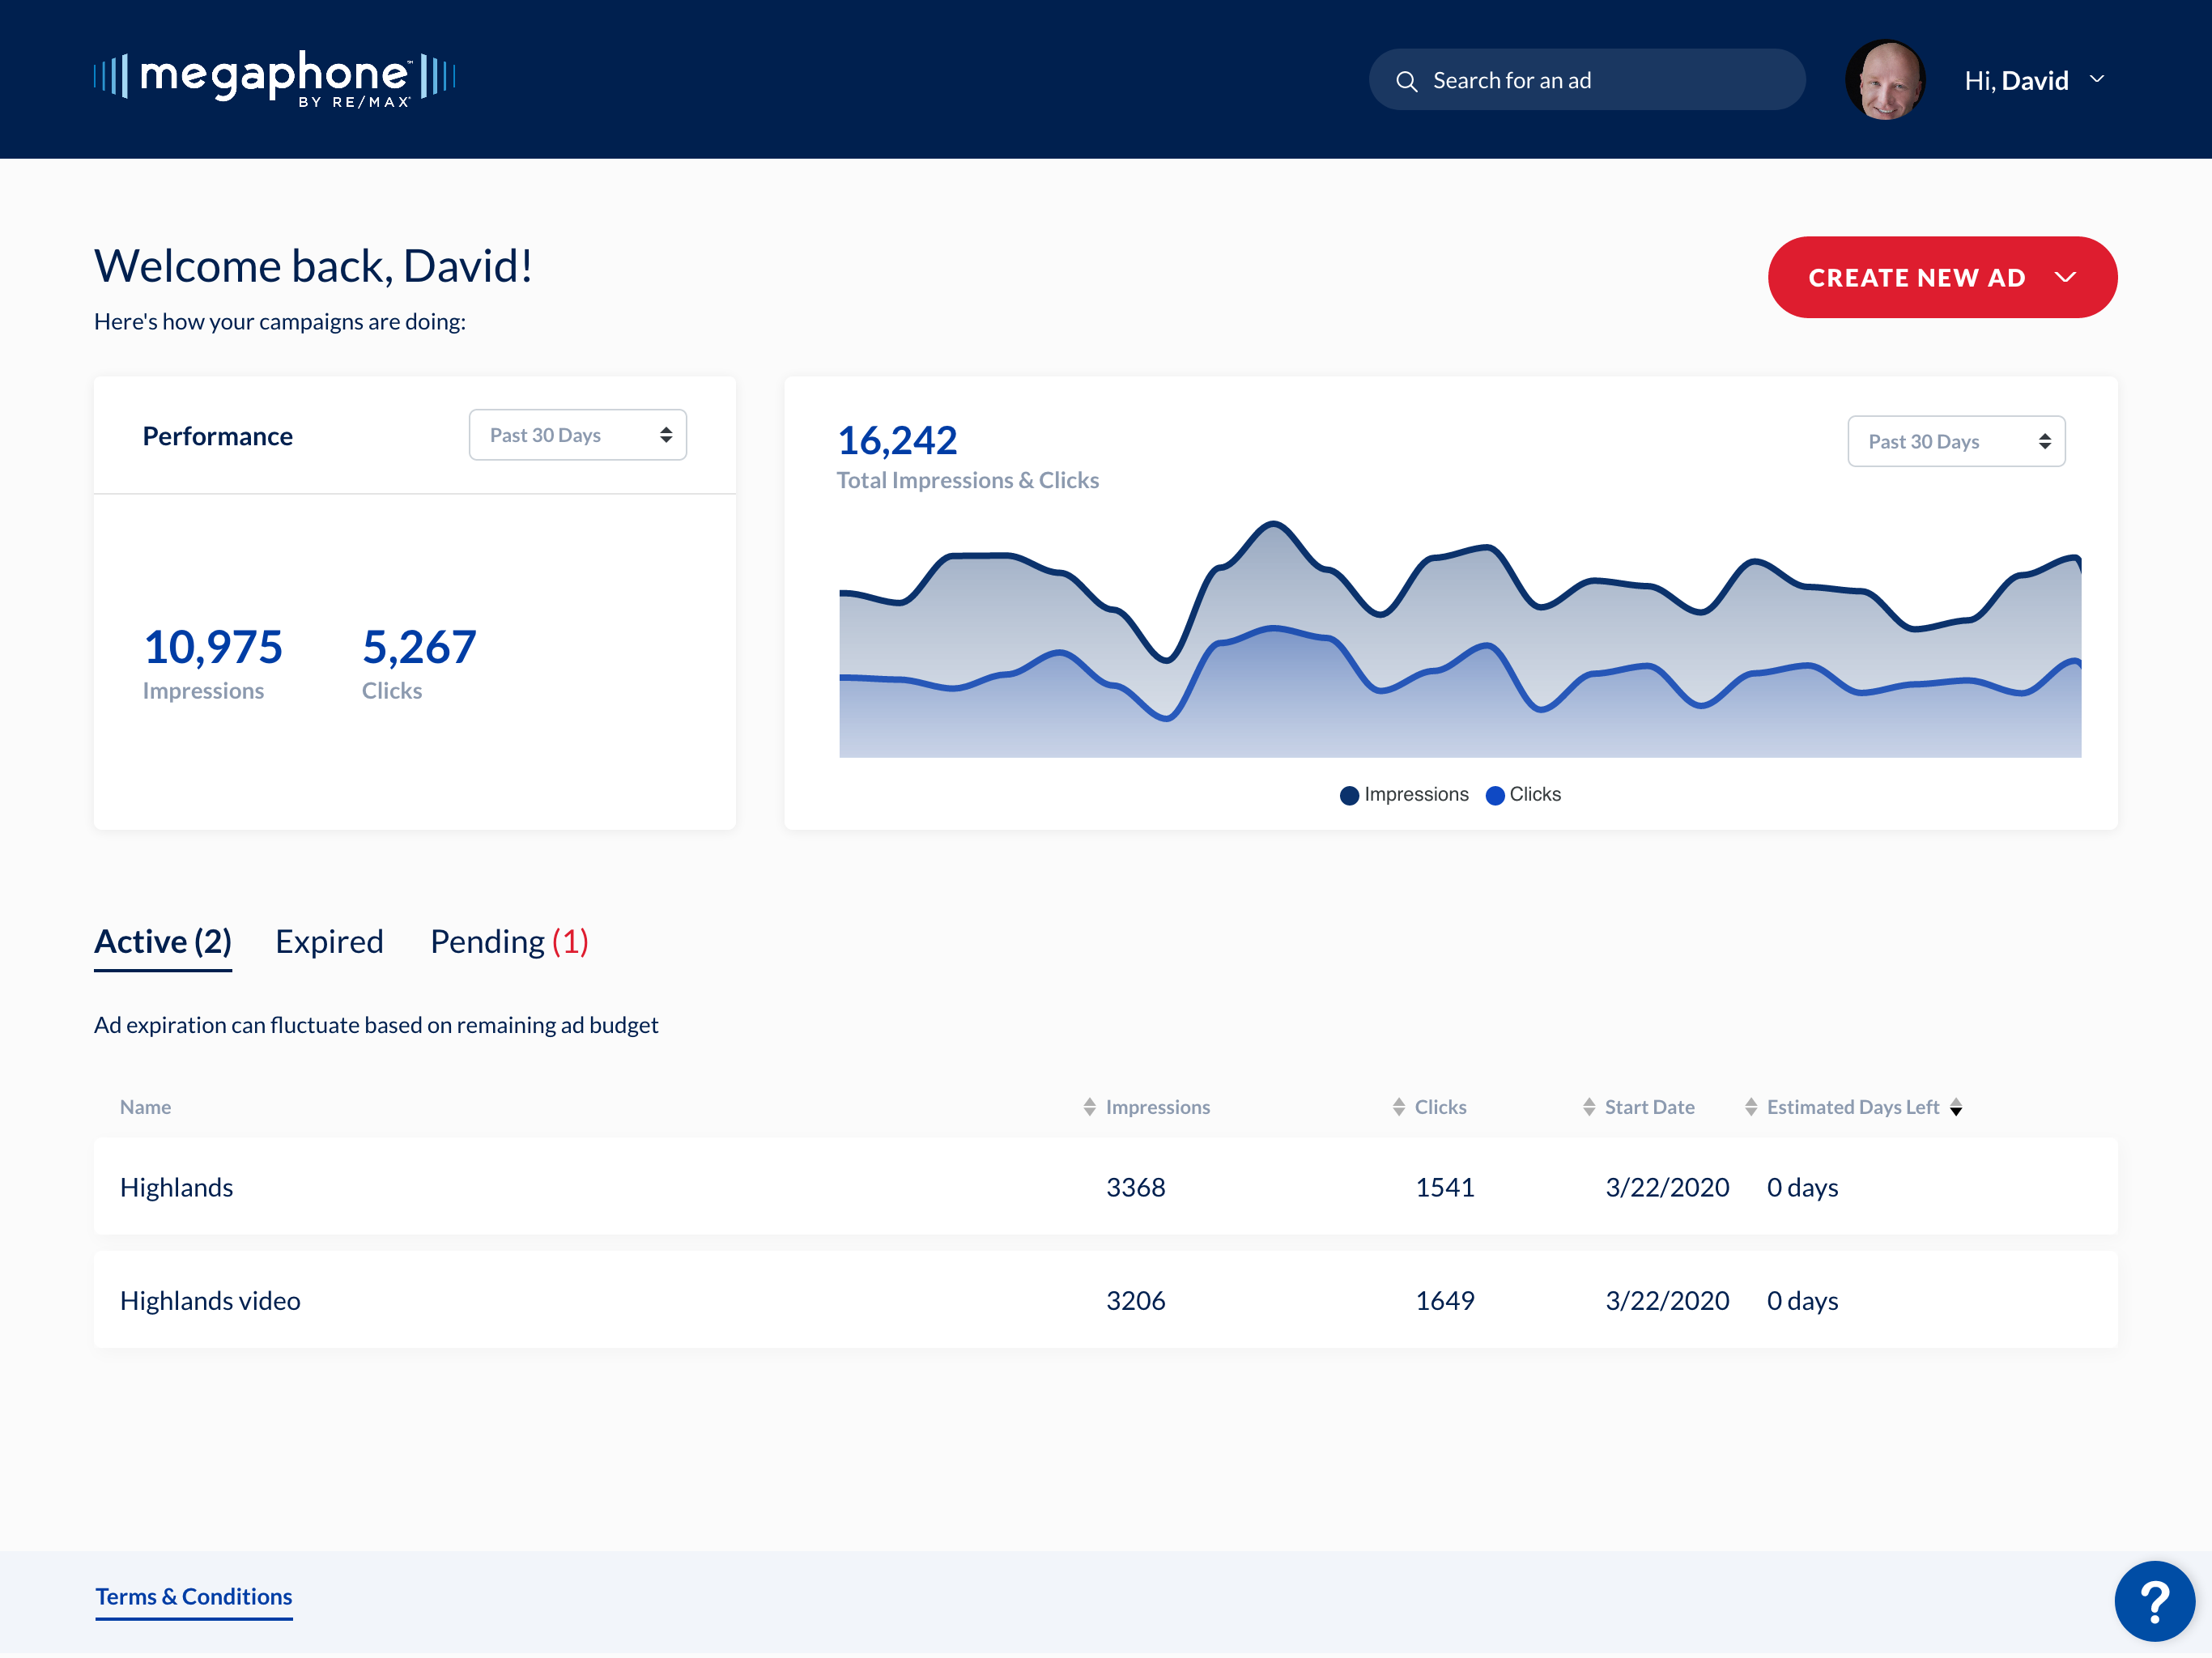 megaphone™
BY RE/MAX
Search for an ad
Hi, David
Welcome back, David!
Here's how your campaigns are doing:
CREATE NEW AD
Performance
Past 30 Days
10,975
Impressions
5,267
Clicks
16,242
Total Impressions & Clicks
Past 30 Days
Impressions
Clicks
Active (2)
Expired
Pending (1)
Ad expiration can fluctuate based on remaining ad budget
Name Impressions Clicks Start Date Estimated Days Left
Highlands 3368 1541 3/22/2020 0 days
Highlands video 3206 1649 3/22/2020 0 days
Terms & Conditions
?